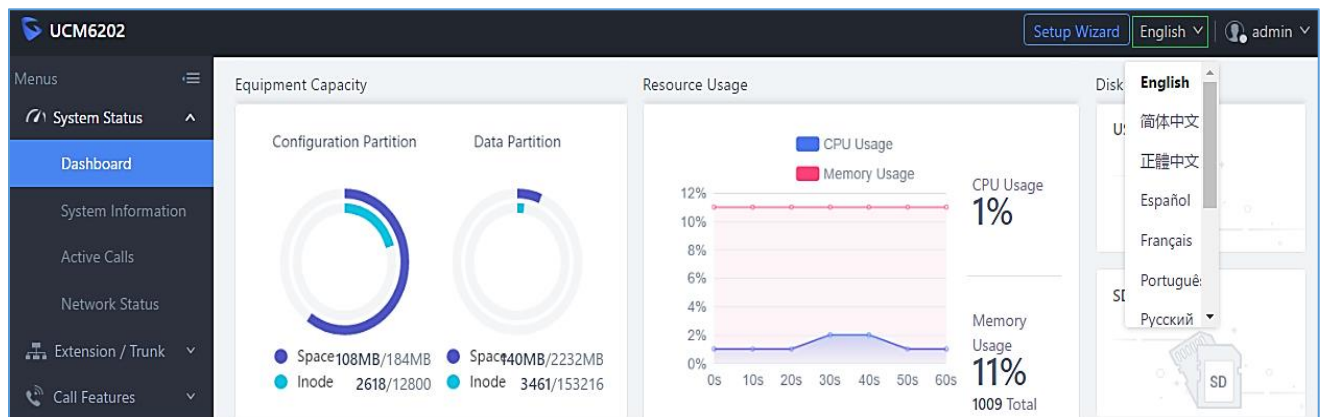 UCM6202
Setup Wizard
English
admin
Menus
System Status
Dashboard
System Information
Active Calls
Network Status
Extension / Trunk
Call Features
Equipment Capacity
Configuration Partition
Data Partition
Space 108MB/184MB
Inode 2618/12800
Space 140MB/2232MB
Inode 3461/153216
Resource Usage
CPU Usage
Memory Usage
12%
10%
8%
6%
4%
2%
0%
0s 10s 20s 30s 40s 50s 60s
CPU Usage
1%
Memory
Usage
11%
1009 Total
Disk
English
简体中文
正體中文
Español
Français
Portuguê
Русский
SD